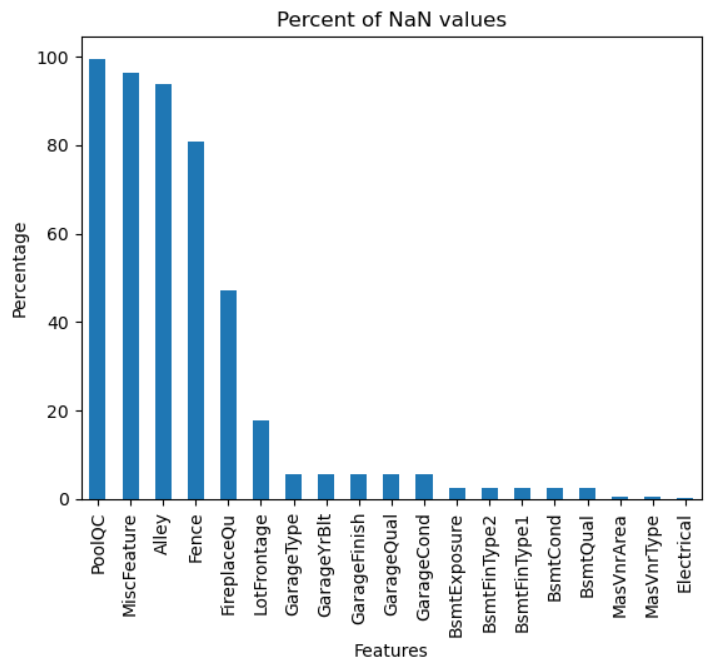 Percent of NaN values
100
80
60
40
20
0
Percentage
PoolQC
MiscFeature
Alley
Fence
FireplaceQu
LotFrontage
GarageType
GarageYrBlt
GarageFinish
GarageQual
GarageCond
BsmtExposure
BsmtFinType2
BsmtFinType1
BsmtCond
BsmtQual
MasVnrArea
MasVnrType
Electrical
Features